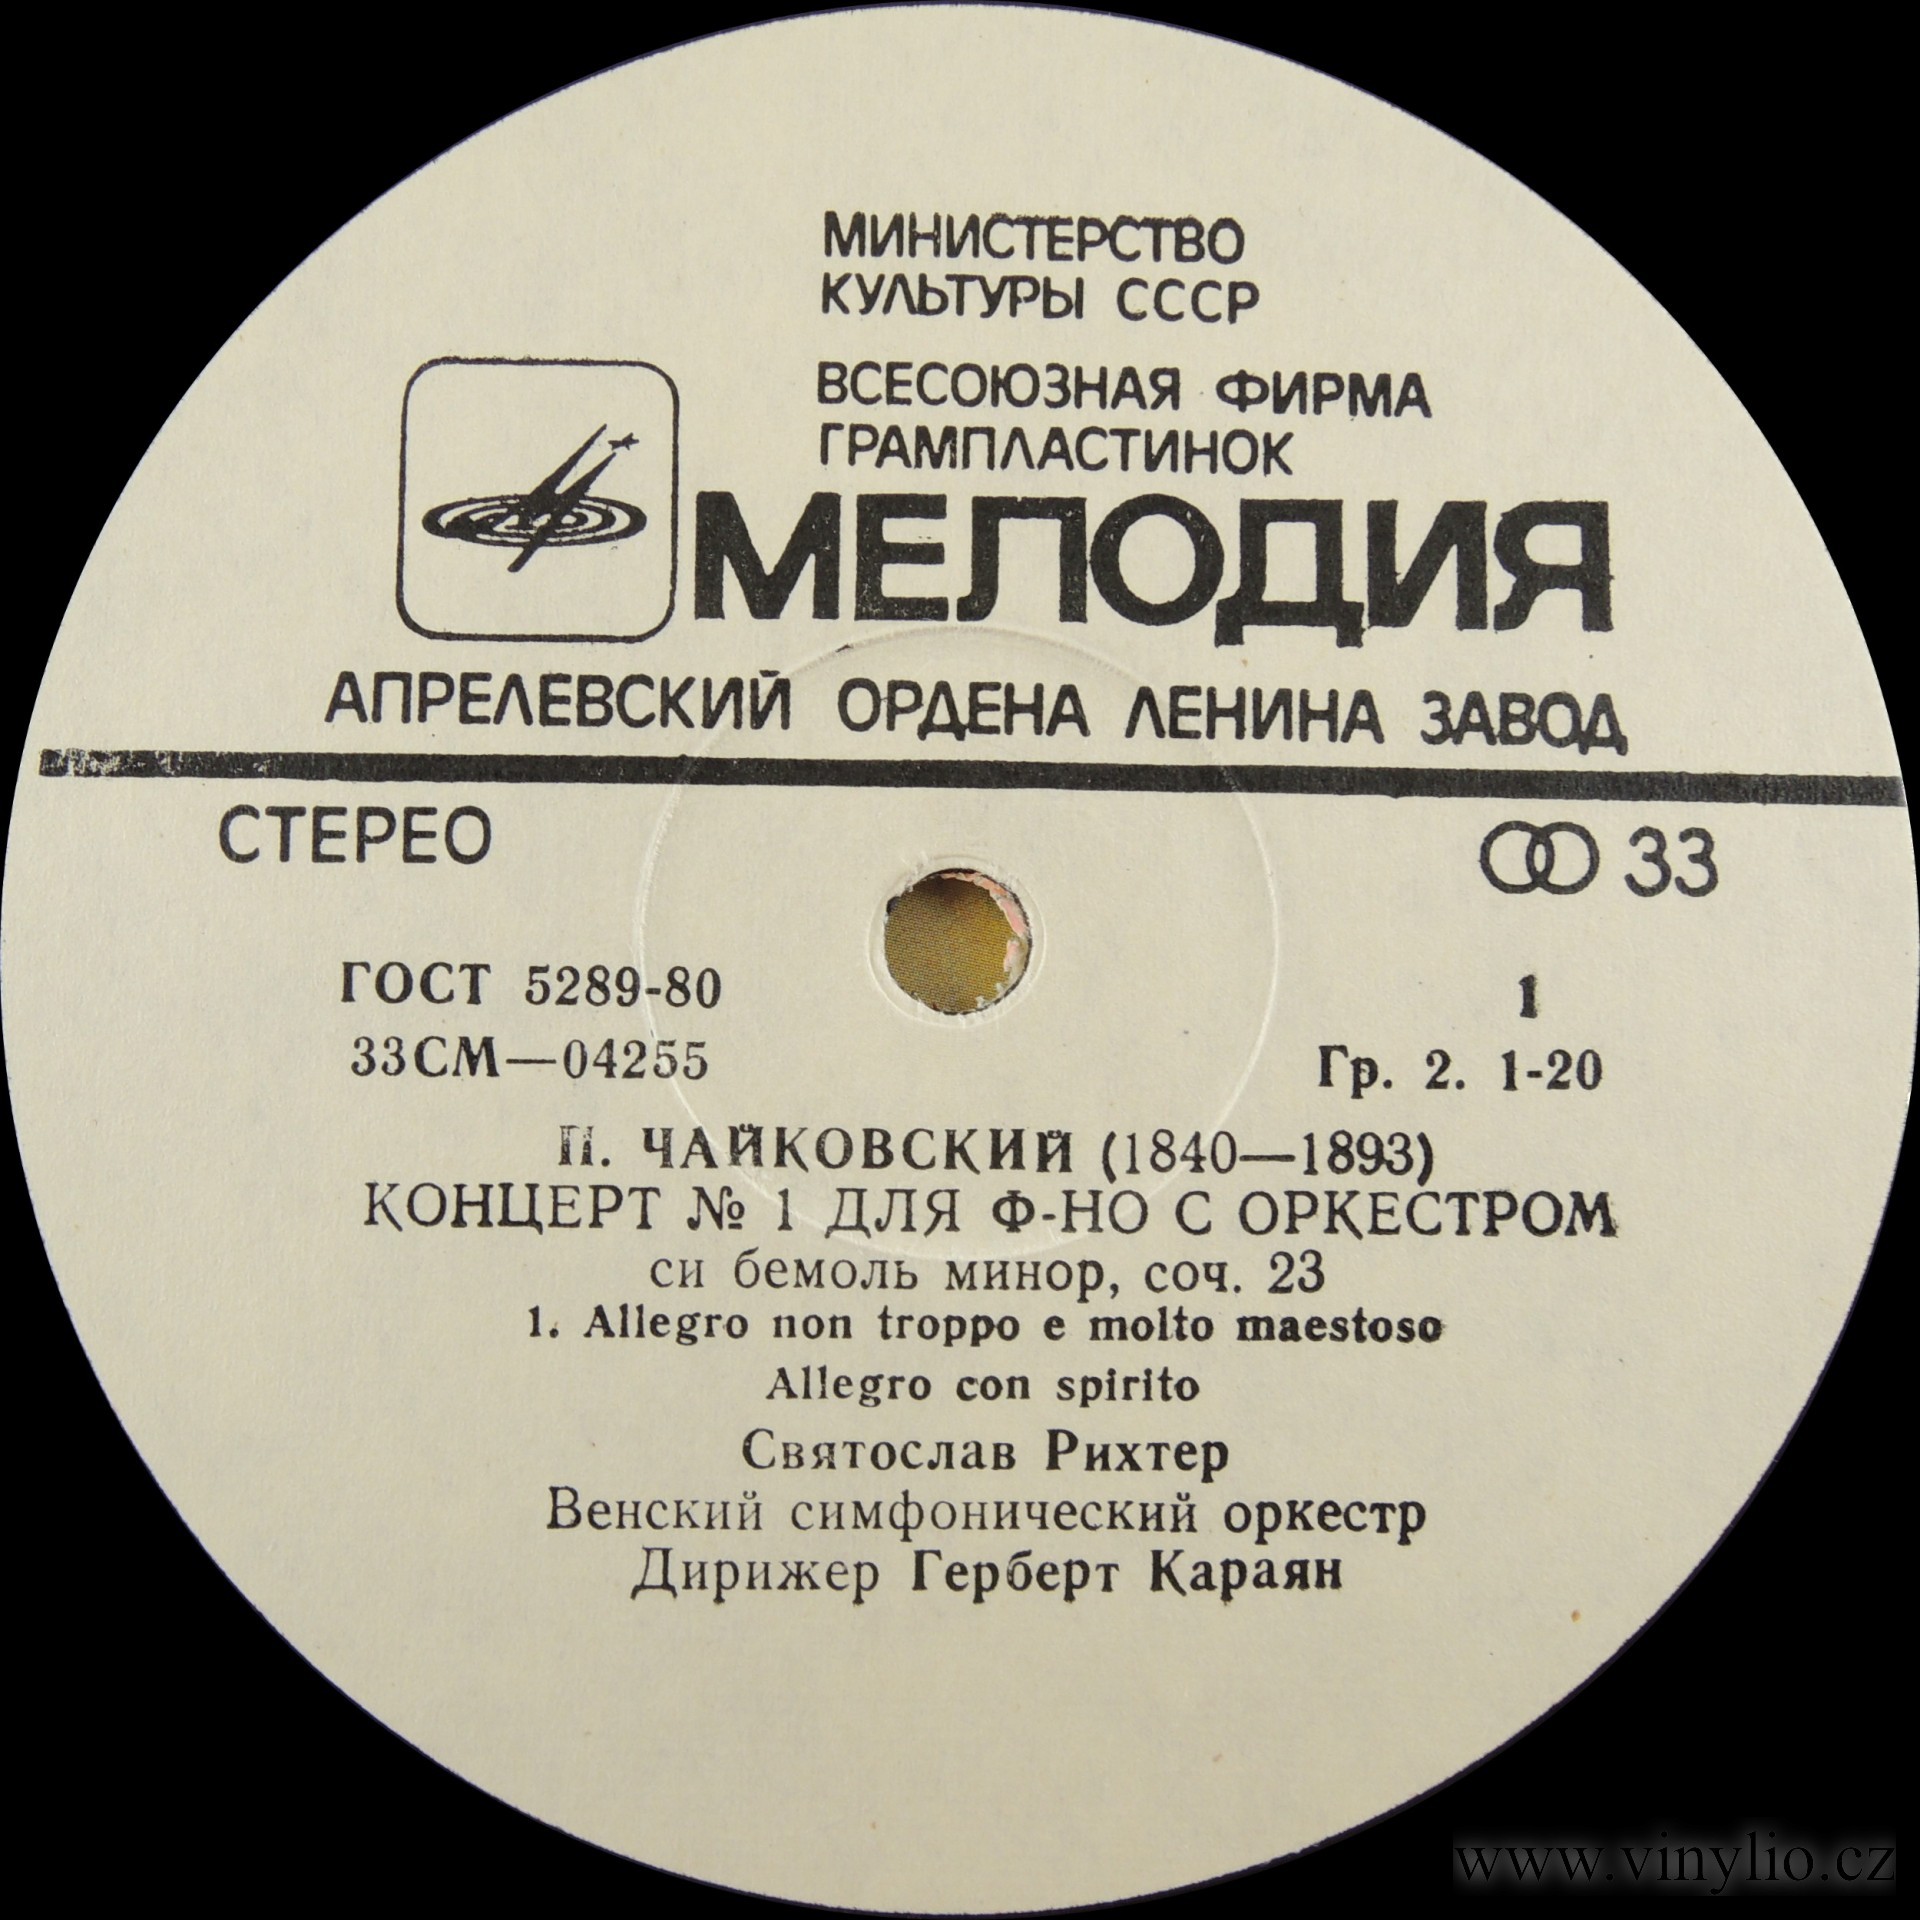 МИНИСТЕРСТВО
КУЛЬТУРЫ СССР
ВСЕСОЮЗНАЯ ФИРМА
ГРАМПЛАСТИНОК
МЕЛОДИЯ
АПРЕЛЕВСКИЙ ОРДЕНА ЛЕНИНА ЗАВОД
СТЕРЕО
33
ГОСТ 5289-80
1
33СМ—04255
Гр. 2. 1-20
П. ЧАЙКОВСКИЙ (1840—1893)
КОНЦЕРТ № 1 ДЛЯ Ф-НО С ОРКЕСТРОМ
си бемоль минор, соч. 23
1. Allegro non troppo e molto maestoso
Allegro con spirito
Святослав Рихтер
Венский симфонический оркестр
Дирижер Герберт Караян
www.vinylio.cz